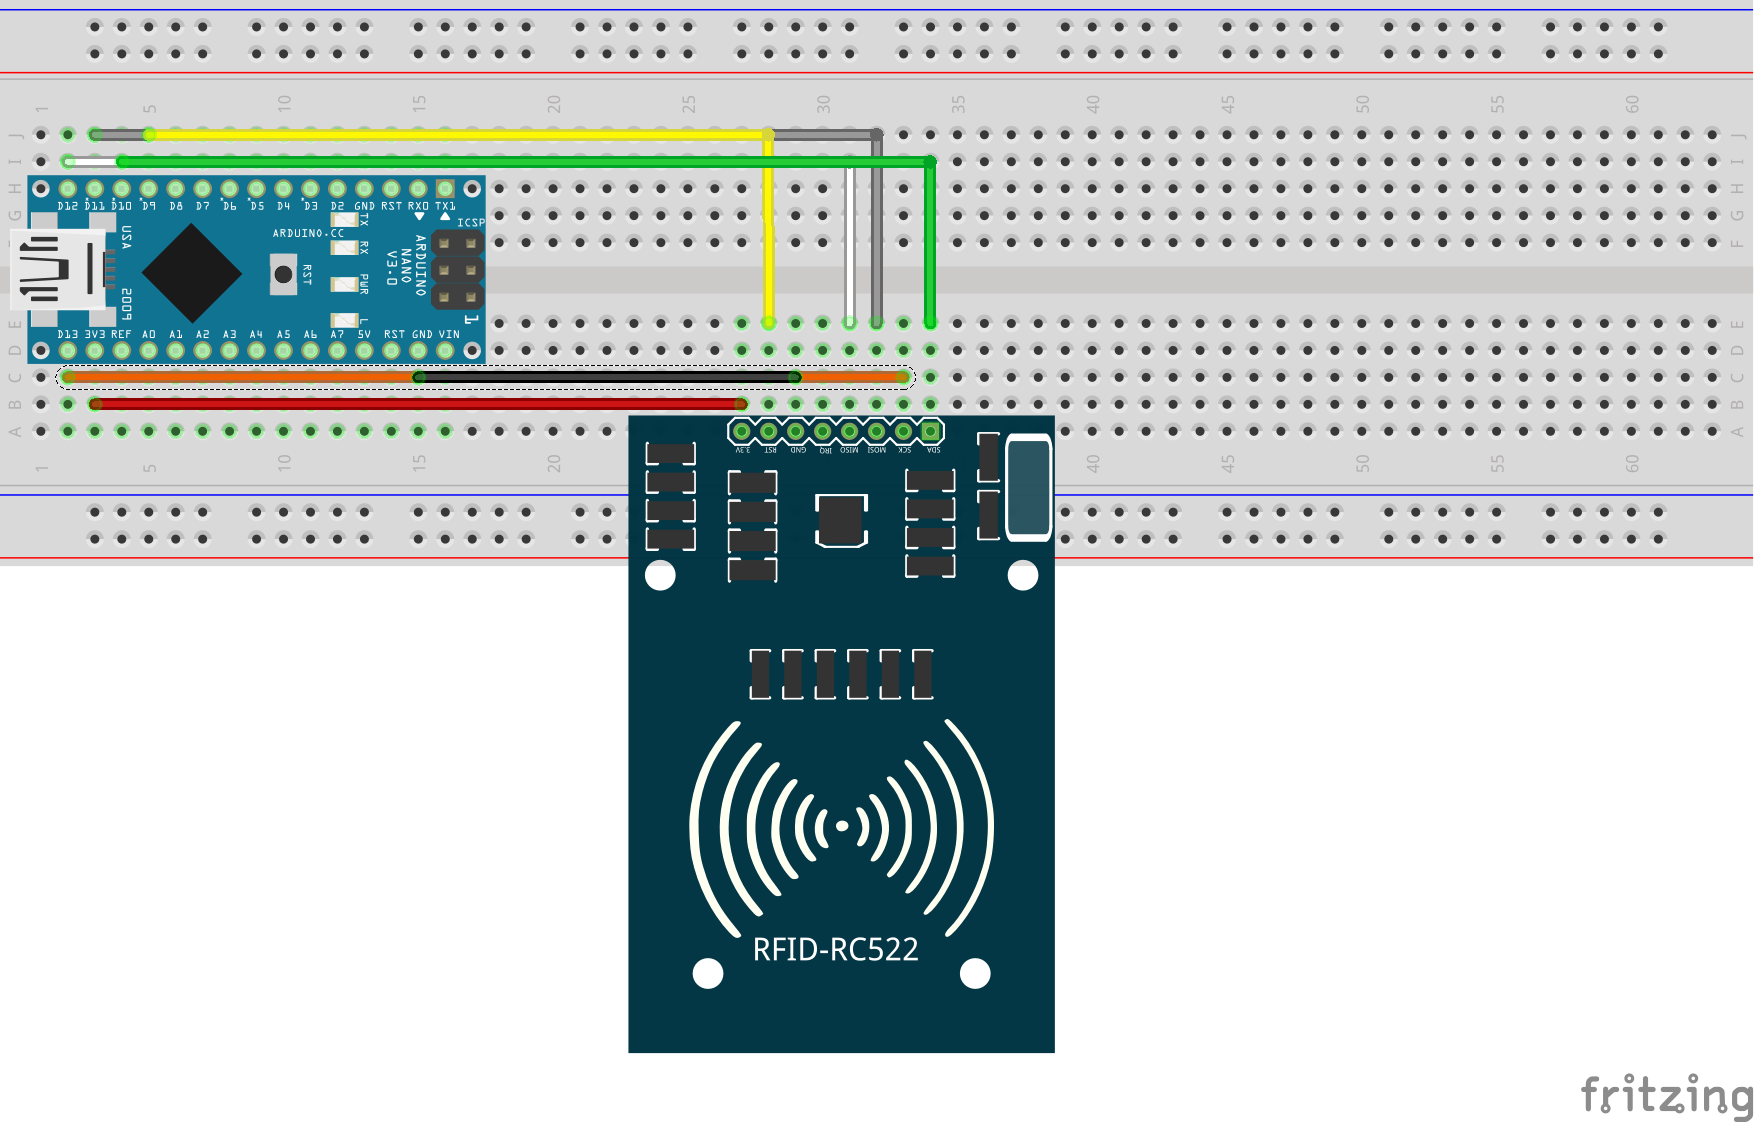 1 5 10 15 20 25 30 35 40 45 50 55 60
J J
I I
H H
G G
F F
D12 D11 D10 D9 D8 D7 D6 D5 D4 D3 D2 GND RST RX0 TX1
ICSP
ARDUINO.CC
USA
2009
RST
TX
RX
PWR
L
ARDUINO
NANO
V3.0
1
D13 3V3 REF A0 A1 A2 A3 A4 A5 A6 A7 5V RST GND VIN
E E
D D
C C
B B
A A
3.3V RST GND IRQ MISO MOSI SCK SDA
1 5 10 15 20 40 45 50 55 60
RFID-RC522
fritzing